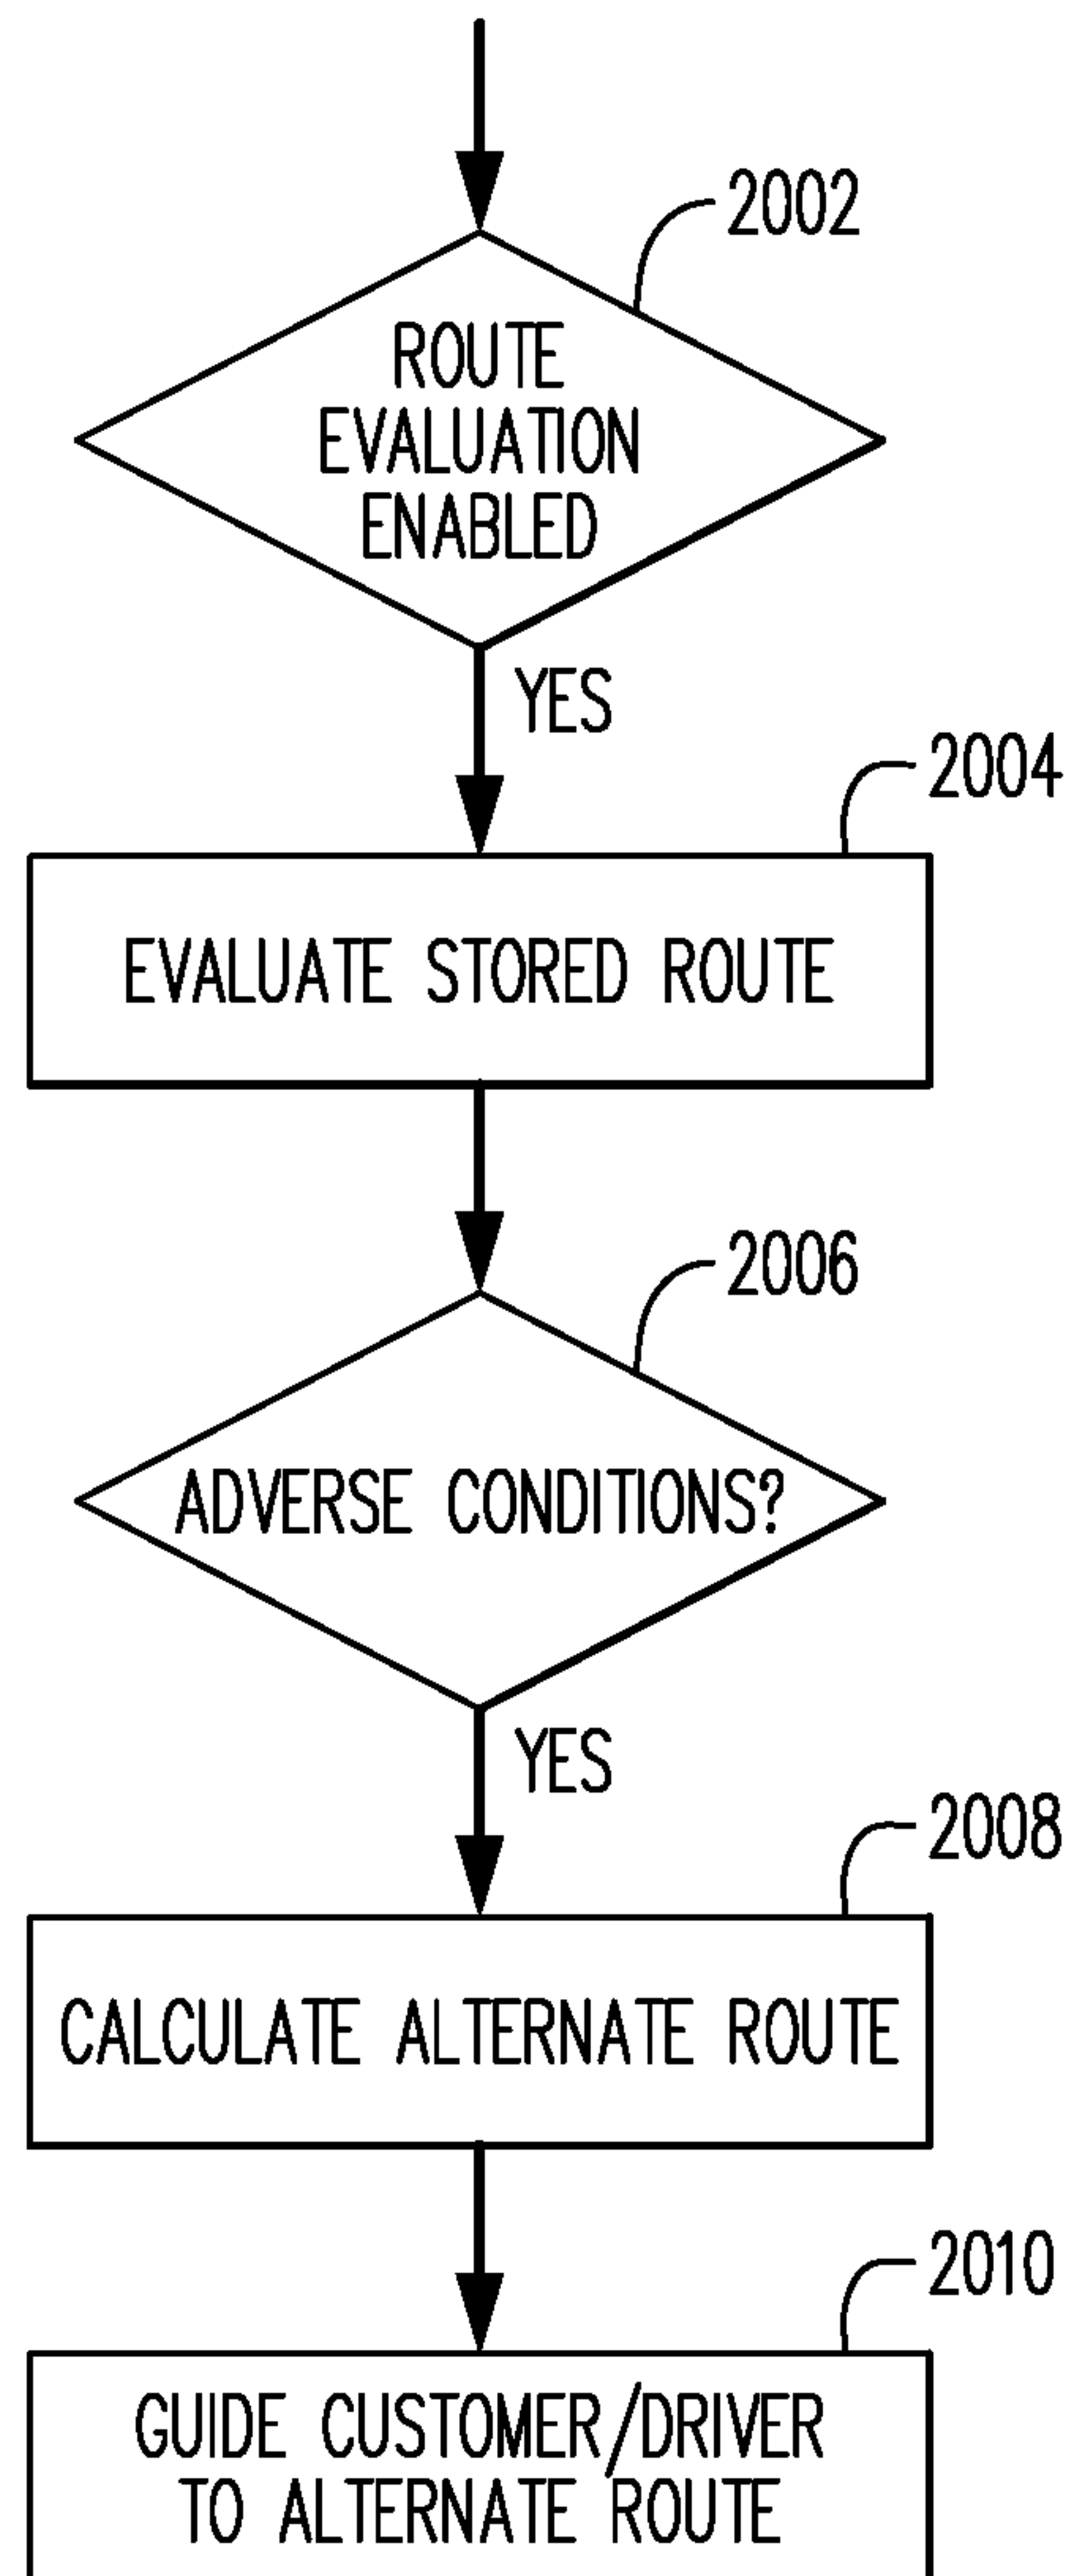 2002
ROUTE
EVALUATION
ENABLED
YES
2004
EVALUATE STORED ROUTE
2006
ADVERSE CONDITIONS?
YES
2008
CALCULATE ALTERNATE ROUTE
2010
GUIDE CUSTOMER/DRIVER
TO ALTERNATE ROUTE